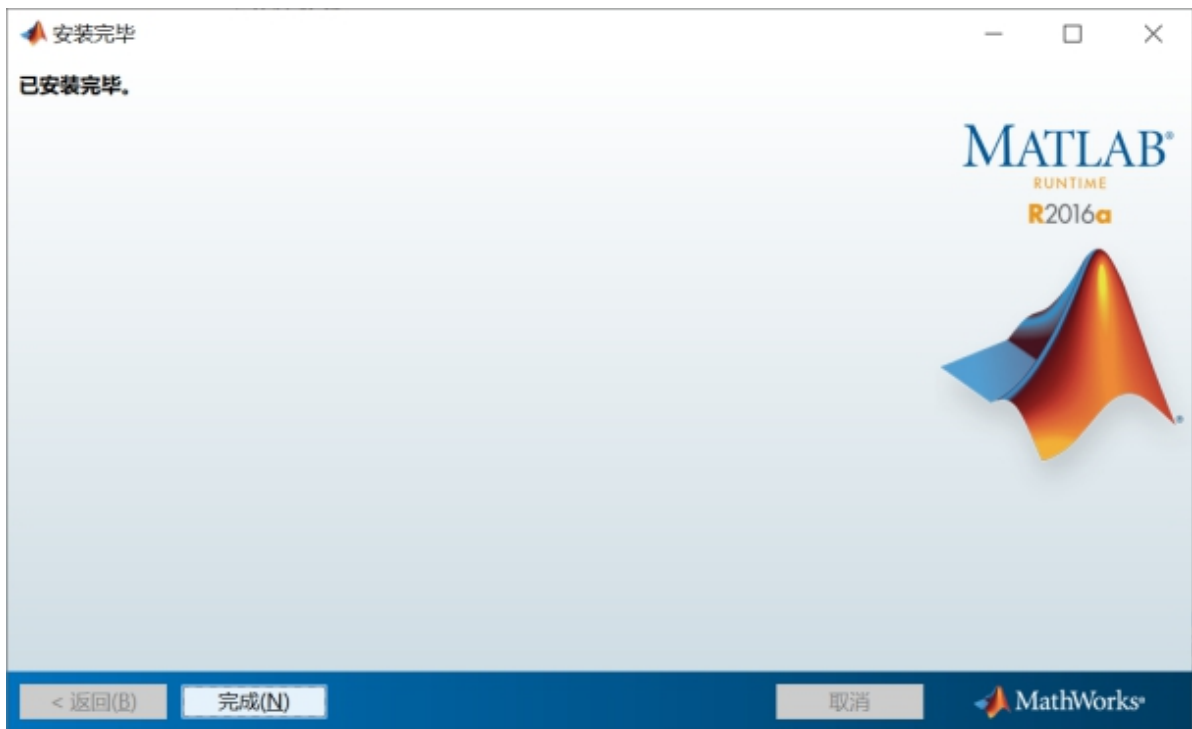 安装完毕
已安装完毕。
MATLAB®
RUNTIME
R2016a
< 返回(B)
完成(N)
取消
MathWorks®